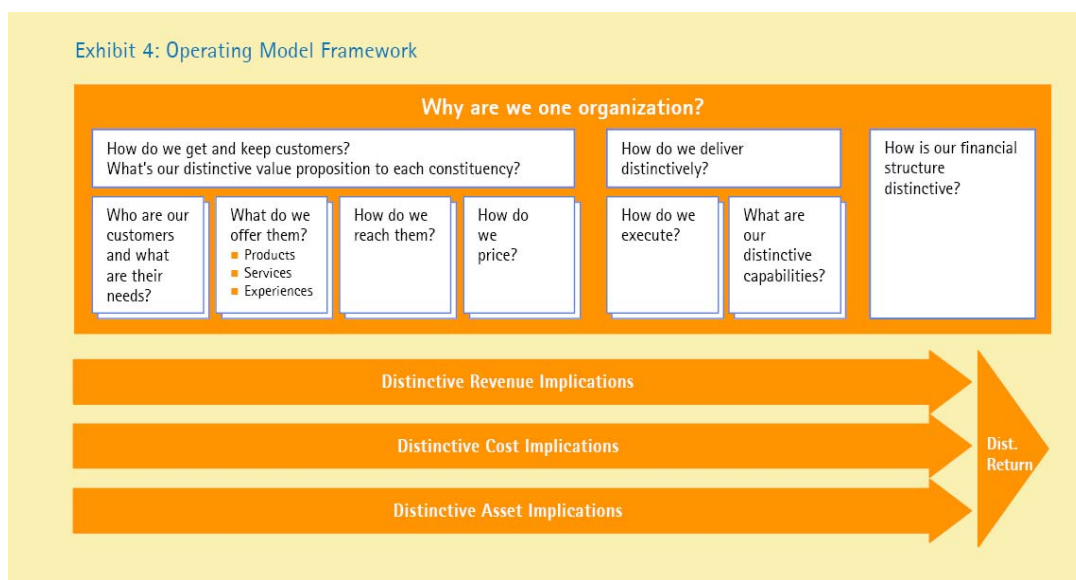 Exhibit 4: Operating Model Framework
Why are we one organization?
How do we get and keep customers?
What's our distinctive value proposition to each constituency?
Who are our
customers
and what
are their
needs?
What do we
offer them?
Products
Services
Experiences
How do we
reach them?
How do
we
price?
How do we deliver
distinctively?
How do we
execute?
What are
our
distinctive
capabilities?
How is our financial
structure
distinctive?
Distinctive Revenue Implications
Distinctive Cost Implications
Distinctive Asset Implications
Dist.
Return